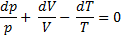 dp/p + dV/V − dT/T = 0